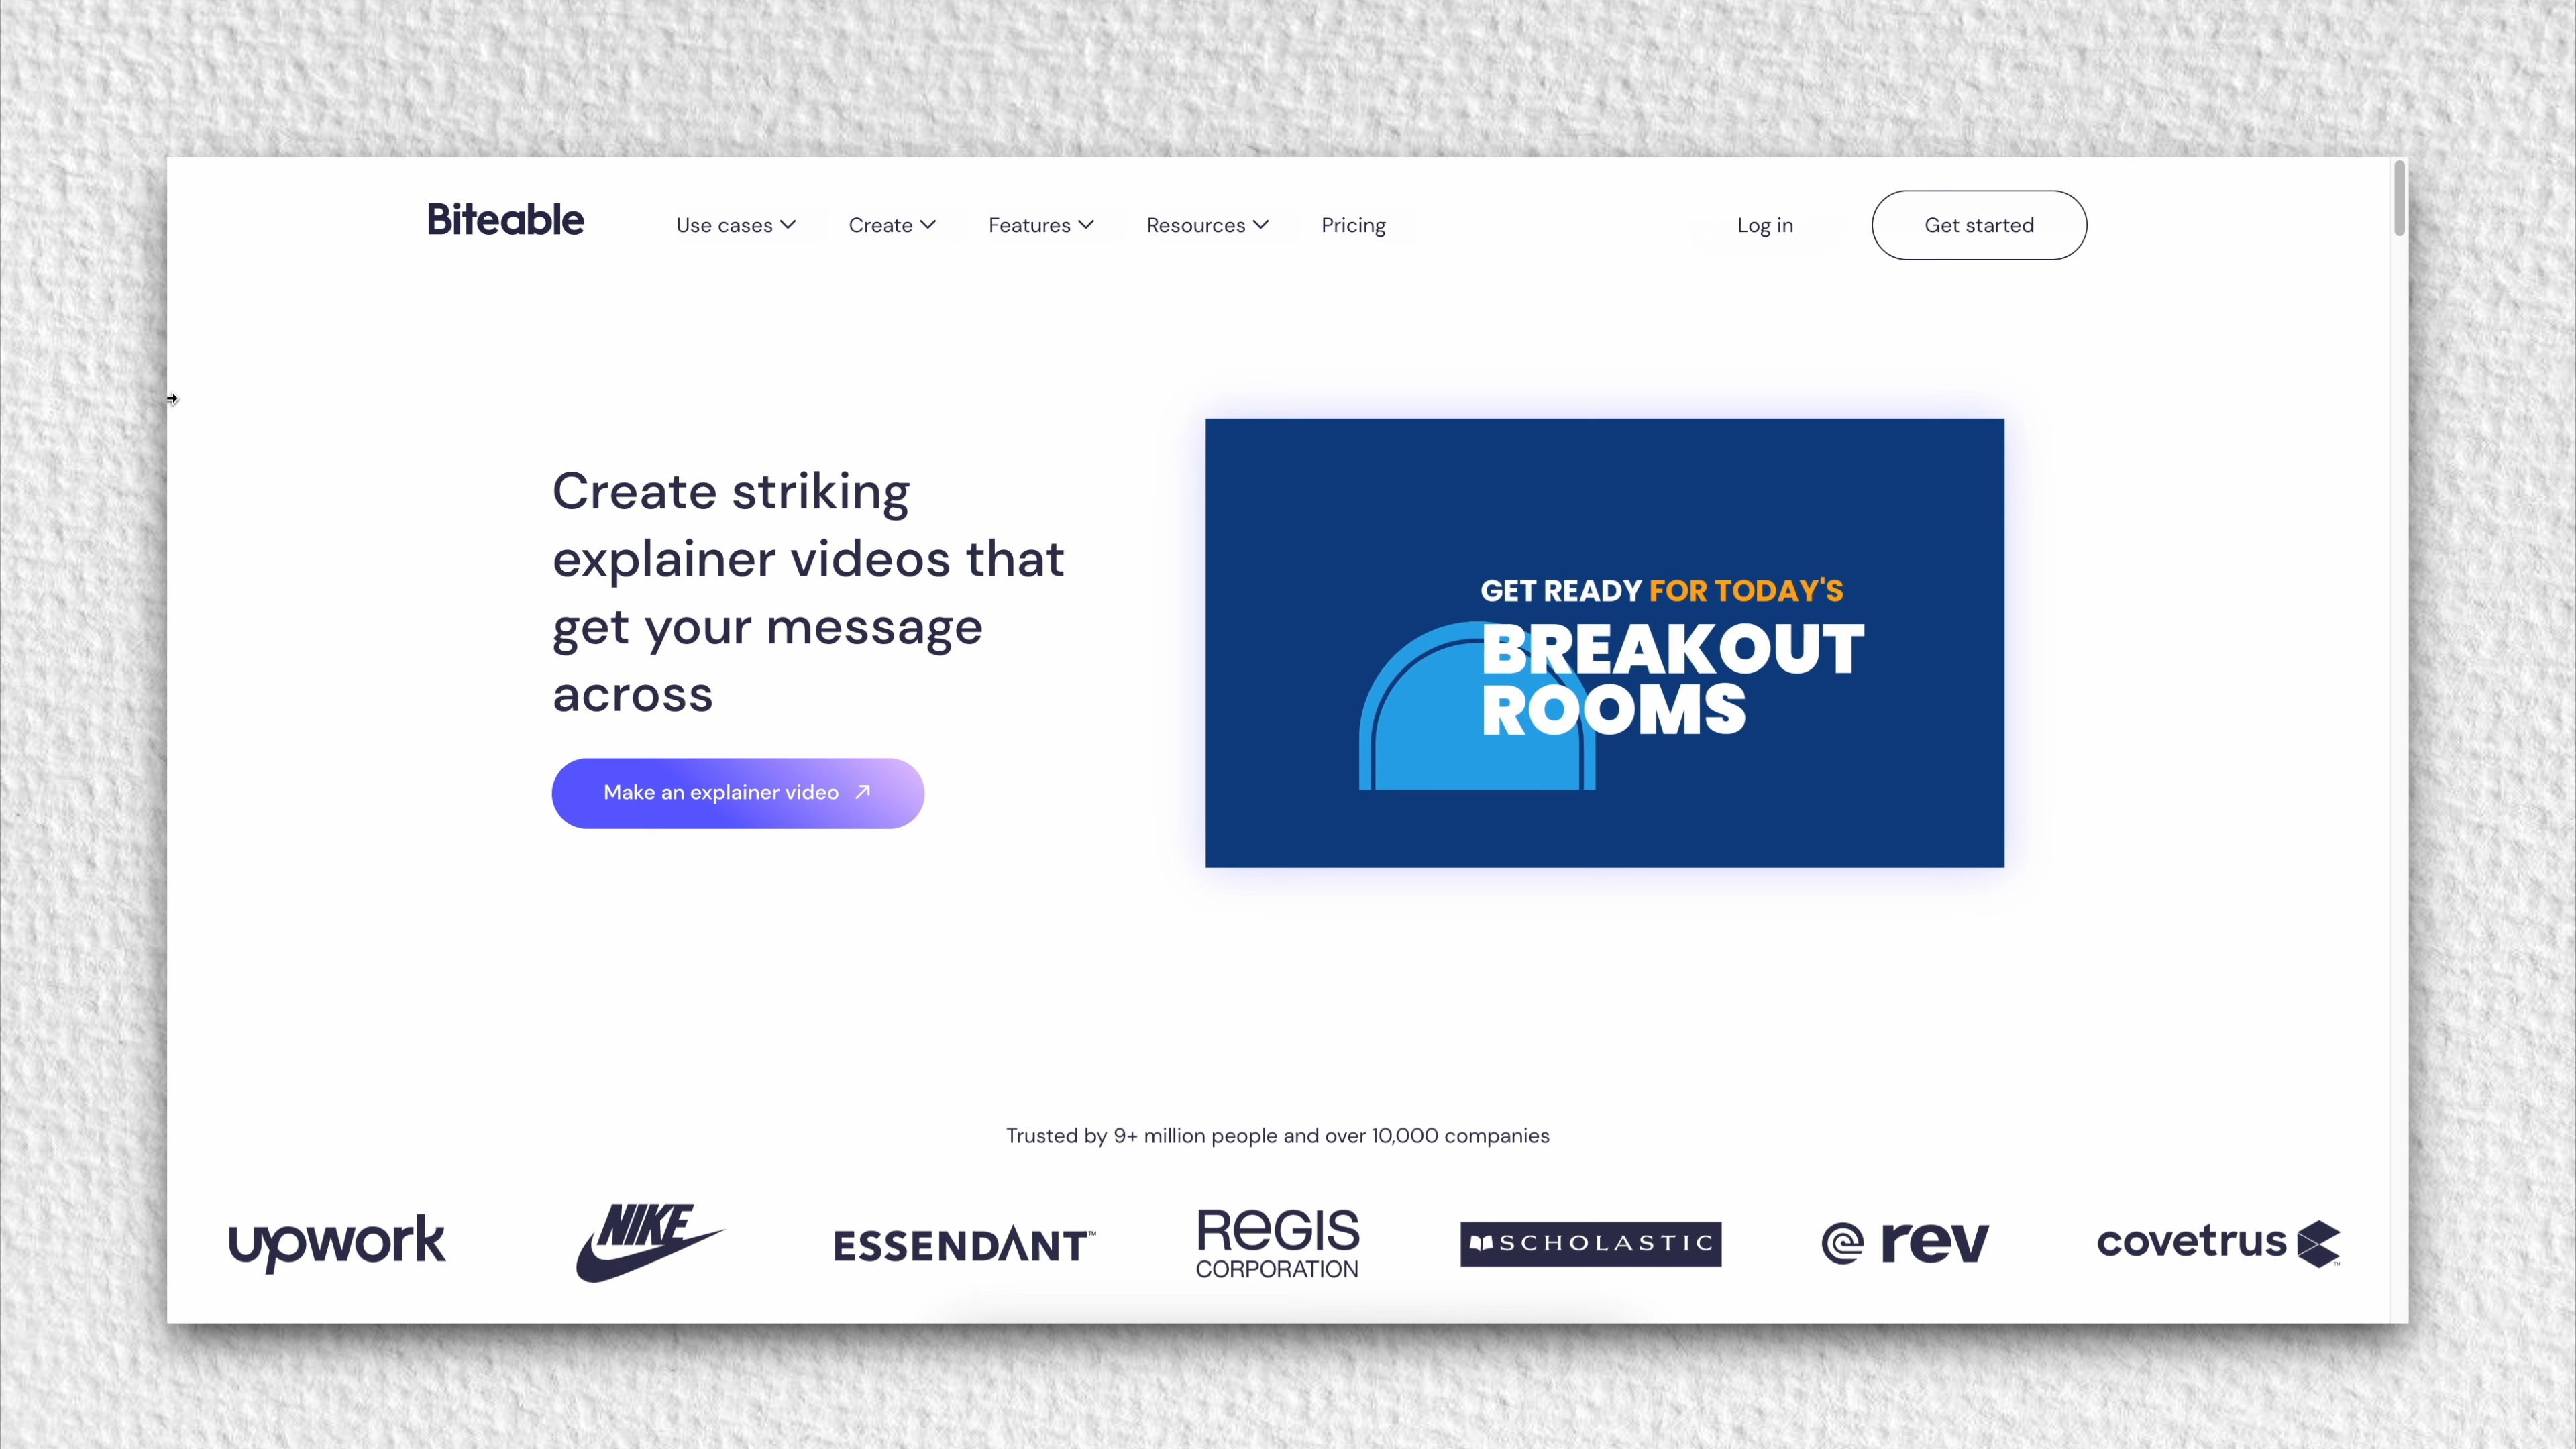 Biteable
Use cases
Create
Features
Resources
Pricing
Log in
Get started
Create striking
explainer videos that
get your message
across
Make an explainer video
GET READY FOR TODAY'S
BREAKOUT
ROOMS
Trusted by 9+ million people and over 10,000 companies
upwork
NIKE
ESSENDANT™
REGIS
CORPORATION
SCHOLASTIC
rev
covetrus™